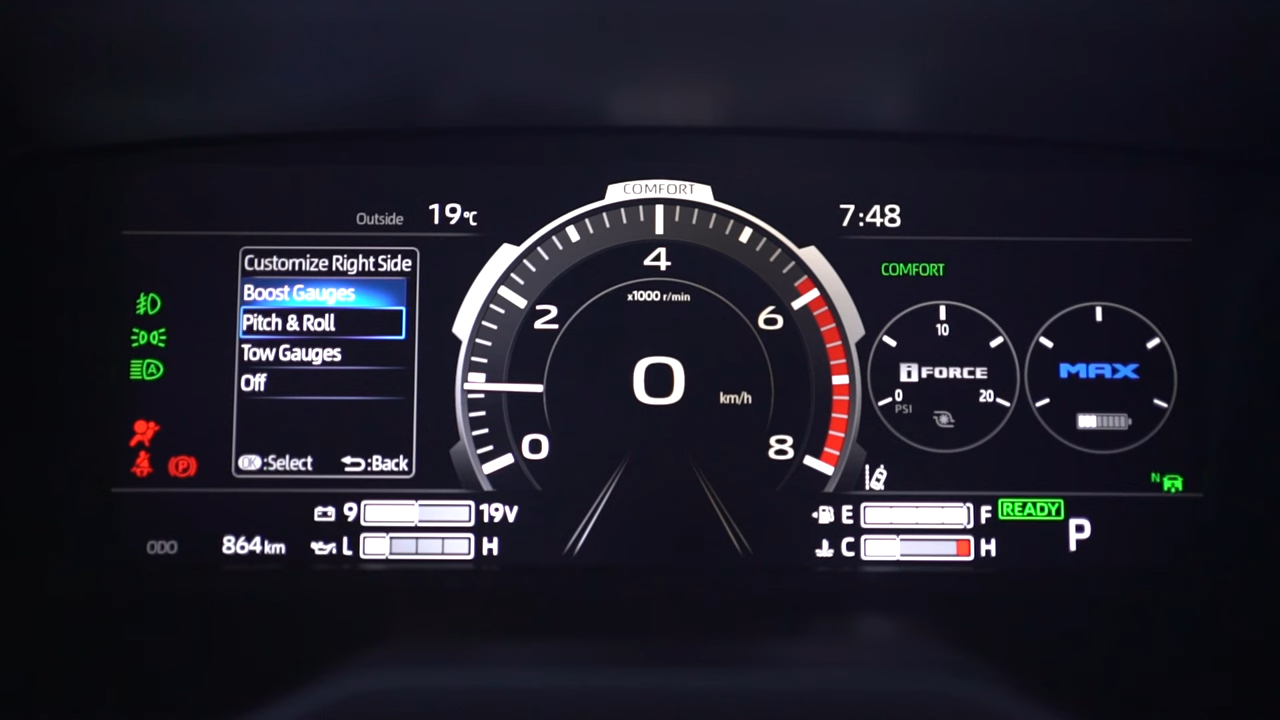 COMFORT
Outside 19°C
7:48
Customize Right Side
Boost Gauges
Pitch & Roll
Tow Gauges
Off
OK:Select :Back
0
2
4
6
8
x1000 r/min
0
km/h
COMFORT
10
i FORCE
0 20
PSI
MAX
A
P
N
9 19V
L H
ODO 864km
E F
C H
READY
P